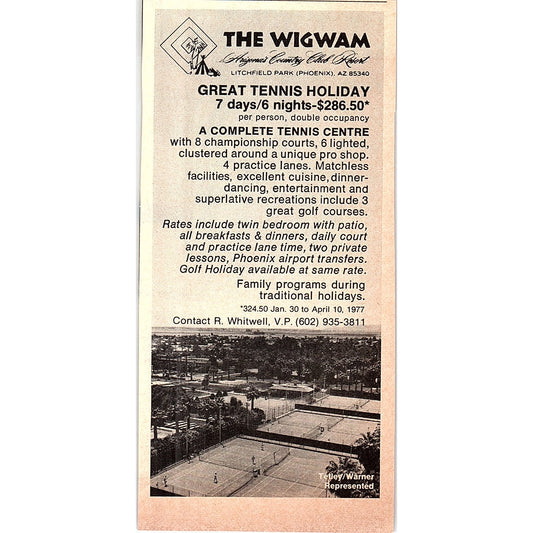 THE WIGWAM
Arizona's Country Club Resort
LITCHFIELD PARK (PHOENIX), AZ 85340
GREAT TENNIS HOLIDAY
7 days/6 nights-$286.50*
per person, double occupancy
A COMPLETE TENNIS CENTRE
with 8 championship courts, 6 lighted,
clustered around a unique pro shop.
4 practice lanes. Matchless
facilities, excellent cuisine, dinner-
dancing, entertainment and
superlative recreations include 3
great golf courses.
Rates include twin bedroom with patio,
all breakfasts & dinners, daily court
and practice lane time, two private
lessons, Phoenix airport transfers.
Golf Holiday available at same rate.
Family programs during
traditional holidays.
*324.50 Jan. 30 to April 10, 1977
Contact R. Whitwell, V.P. (602) 935-3811
Tetley/Warner
Represented